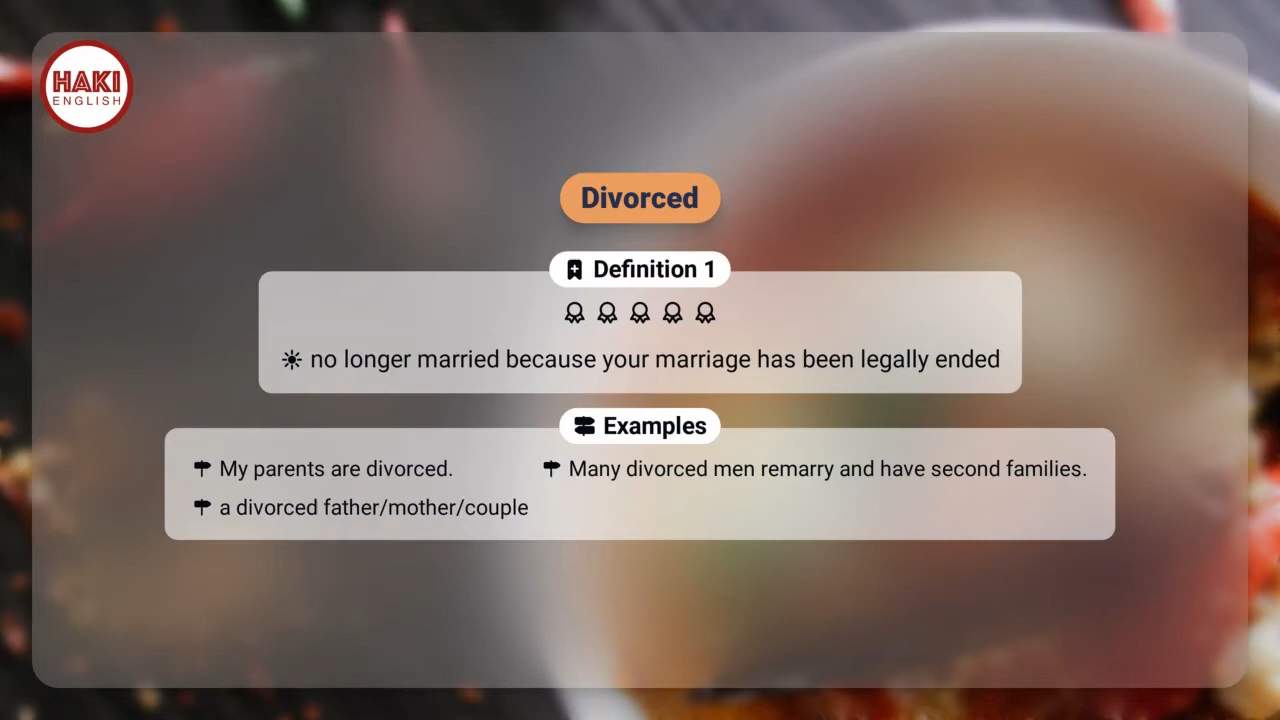 HAKI
ENGLISH
Divorced
Definition 1
no longer married because your marriage has been legally ended
Examples
My parents are divorced.
Many divorced men remarry and have second families.
a divorced father/mother/couple